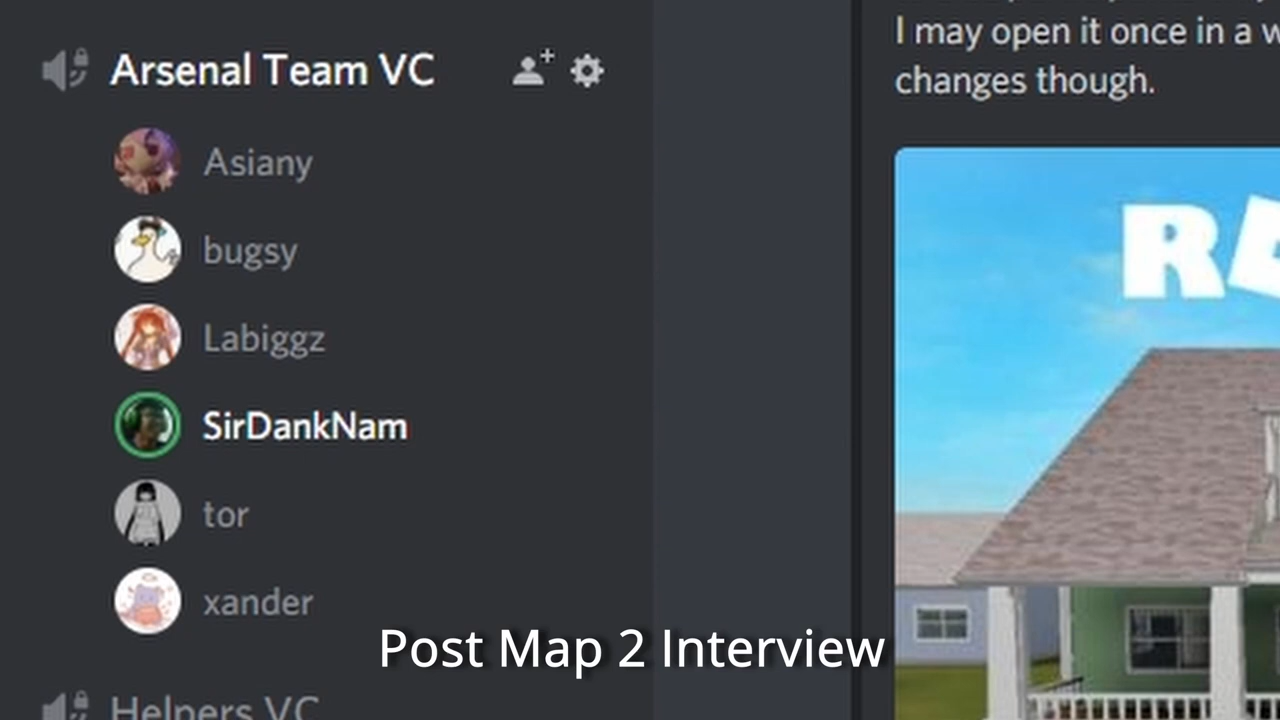 Arsenal Team VC
Asiany
bugsy
Labiggz
SirDankNam
tor
xander
Helpers VC
I may open it once in a
changes though.
R
Post Map 2 Interview